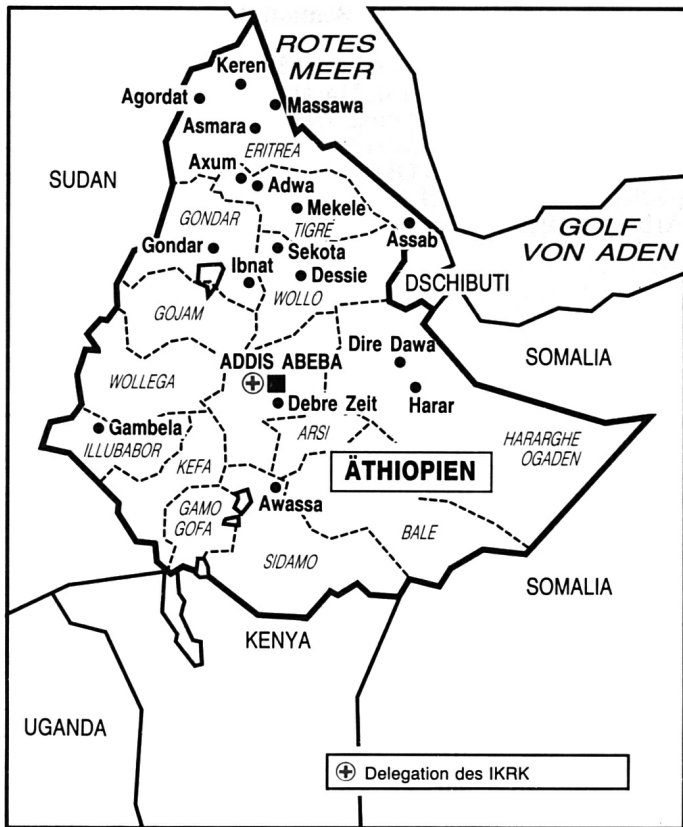 ROTES
MEER
Keren
Agordat
Massawa
Asmara
ERITREA
Axum
SUDAN
Adwa
GONDAR
Mekele
TIGRÉ
Assab
GOLF
VON ADEN
Gondar
Sekota
Ibnat
Dessie
DSCHIBUTI
WOLLO
GOJAM
Dire Dawa
SOMALIA
ADDIS ABEBA
WOLLEGA
Harar
Debre Zeit
Gambela
ARSI
HARARGHE
OGADEN
ILLUBABOR
KEFA
ÄTHIOPIEN
Awassa
GAMO
GOFA
BALE
SIDAMO
SOMALIA
KENYA
UGANDA
Delegation des IKRK